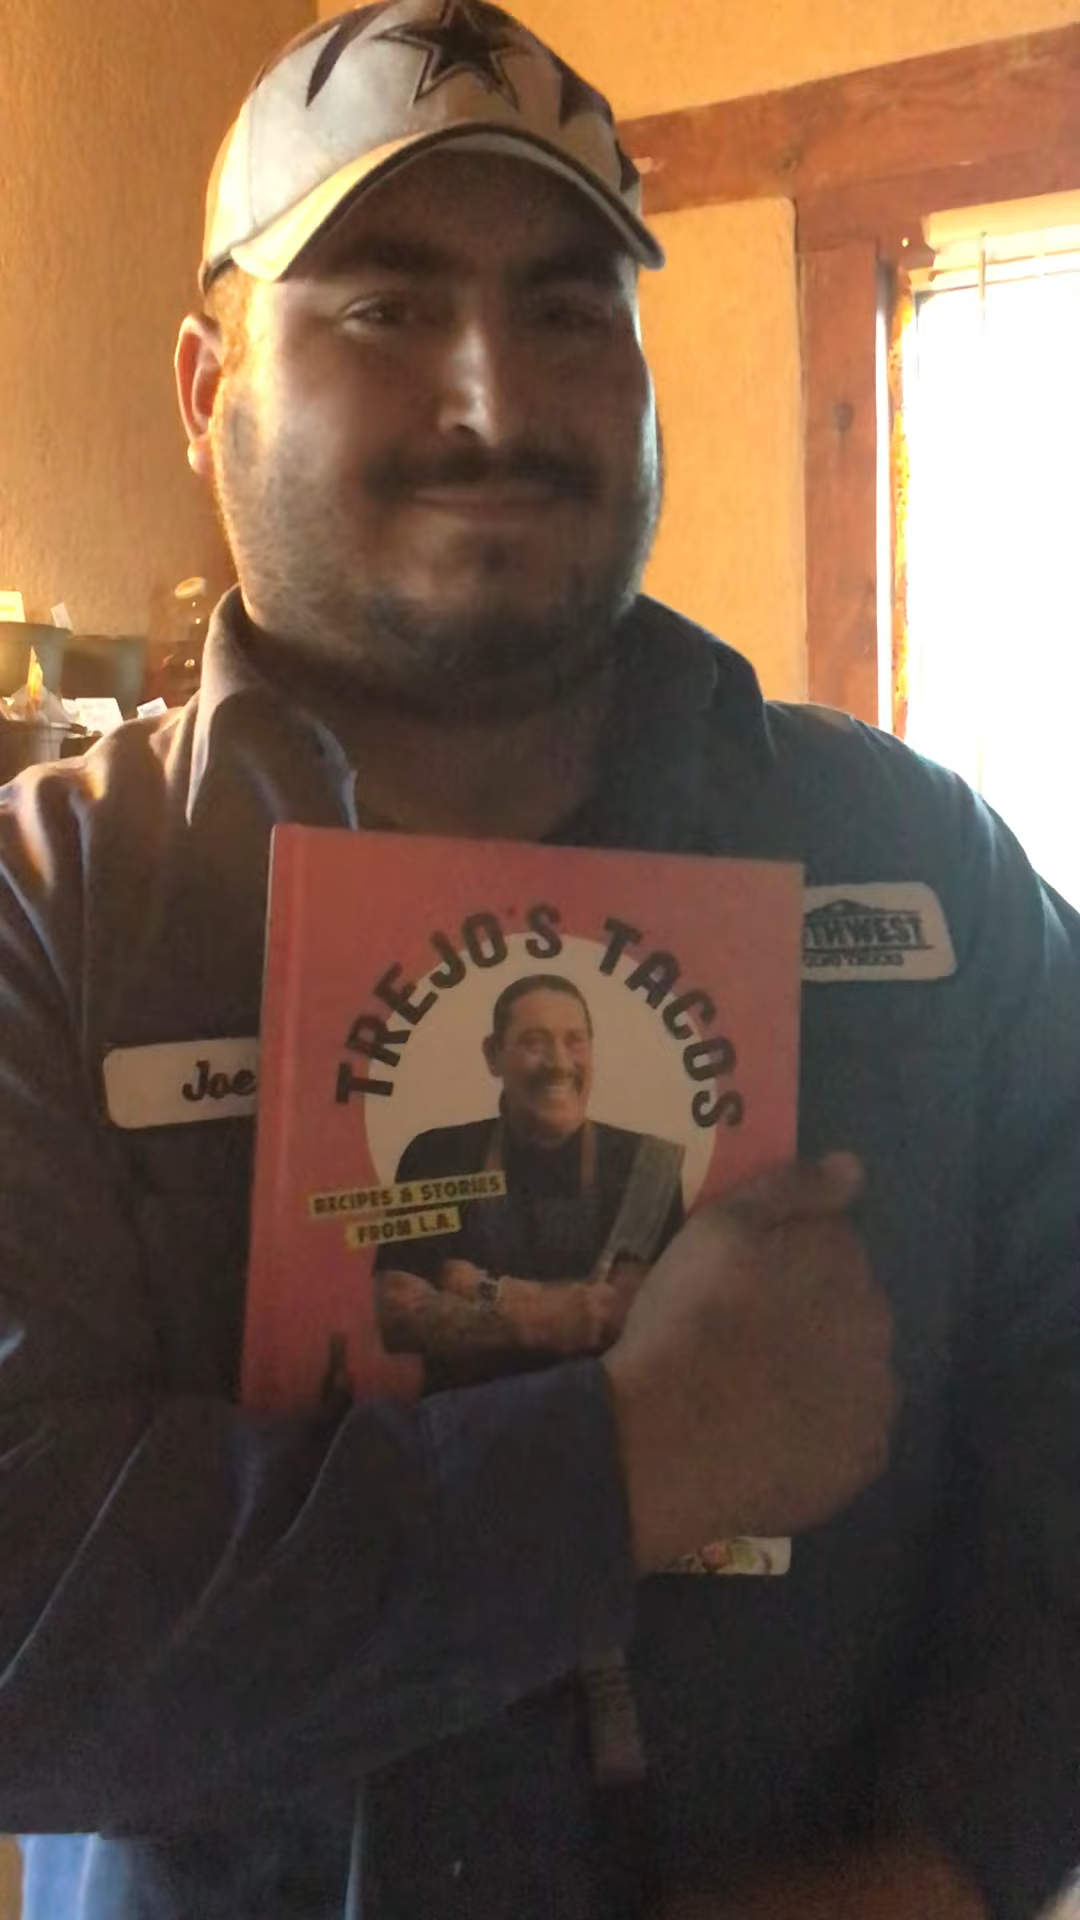 TREJO'S TACOS
THWEST
Joe
RECIPES & STORIES
FROM L.A.